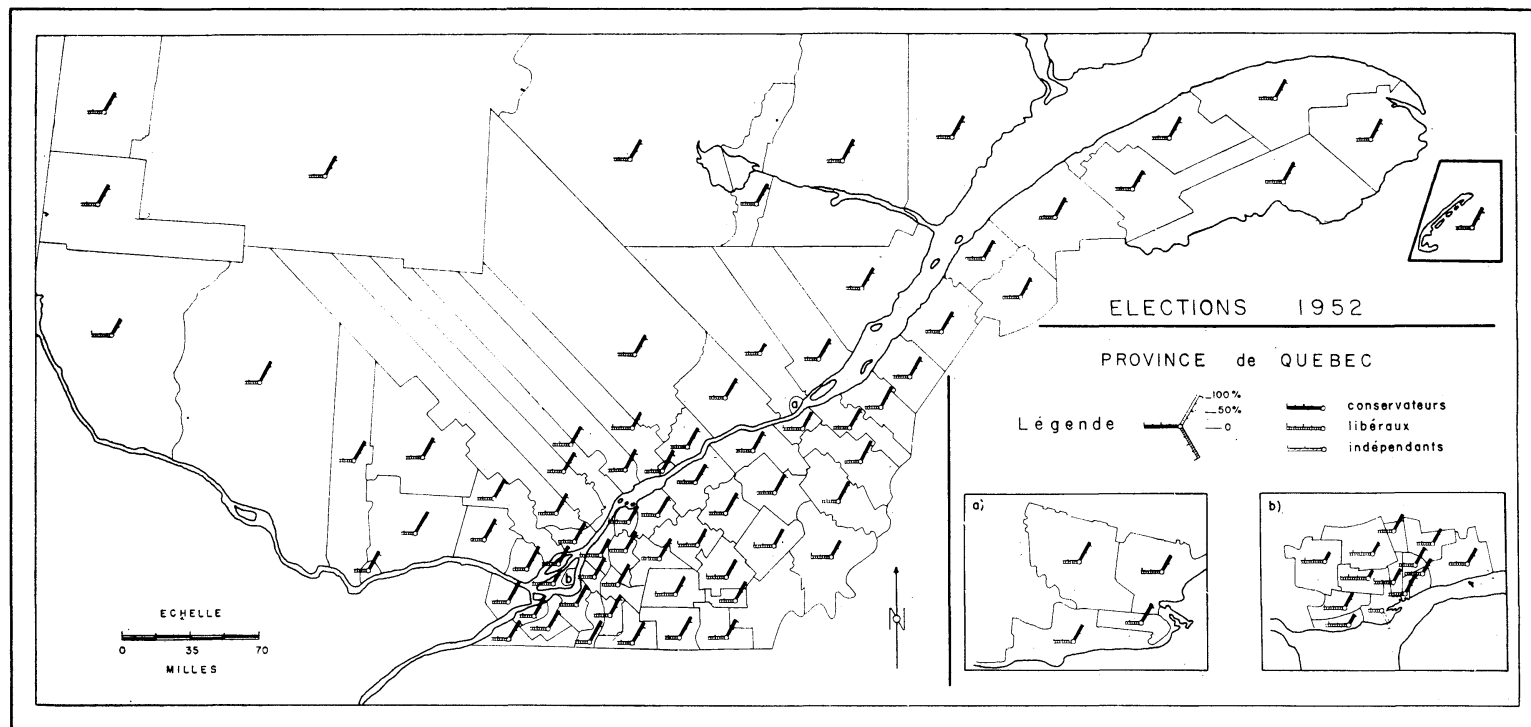 ELECTIONS 1952
PROVINCE de QUEBEC
Légende
100%
50%
0
conservateurs
libéraux
indépendants
a
b
a)
b)
N
ECHELLE
0 35 70
MILLES